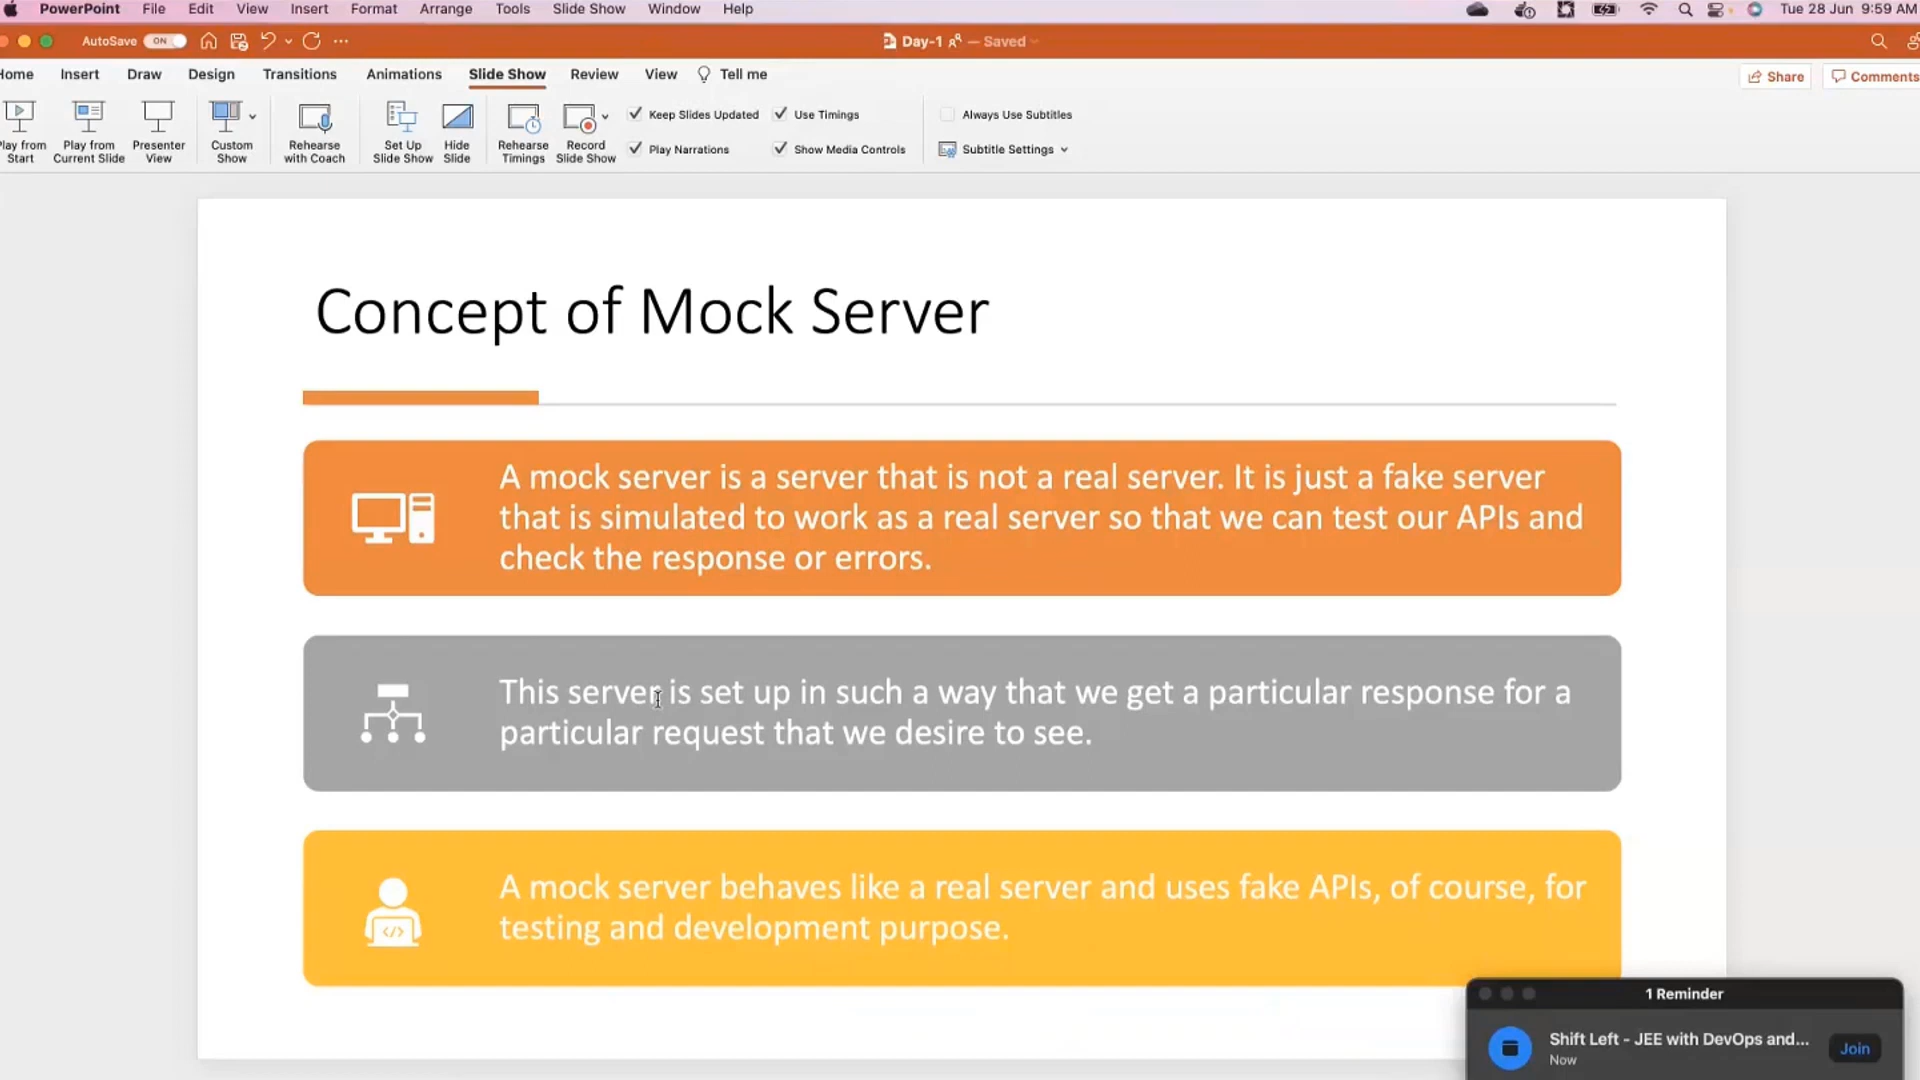 PowerPoint File Edit View Insert Format Arrange Tools Slide Show Window Help Tue 28 Jun 9:59 AM
AutoSave ON Day-1 — Saved
Home Insert Draw Design Transitions Animations Slide Show Review View Tell me Share Comments
Keep Slides Updated Use Timings Always Use Subtitles
Play from Start
Play from Current Slide
Presenter View
Custom Show
Rehearse with Coach
Set Up Slide Show
Hide Slide
Rehearse Timings
Record Slide Show
Play Narrations Show Media Controls Subtitle Settings
Concept of Mock Server
A mock server is a server that is not a real server. It is just a fake server
that is simulated to work as a real server so that we can test our APIs and
check the response or errors.
This server is set up in such a way that we get a particular response for a
particular request that we desire to see.
A mock server behaves like a real server and uses fake APIs, of course, for
testing and development purpose.
</>
1 Reminder
Shift Left - JEE with DevOps and...
Now
Join